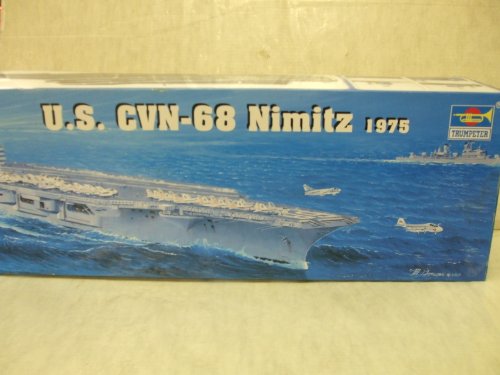 U.S. CVN-68 Nimitz 1975
TRUMPETER